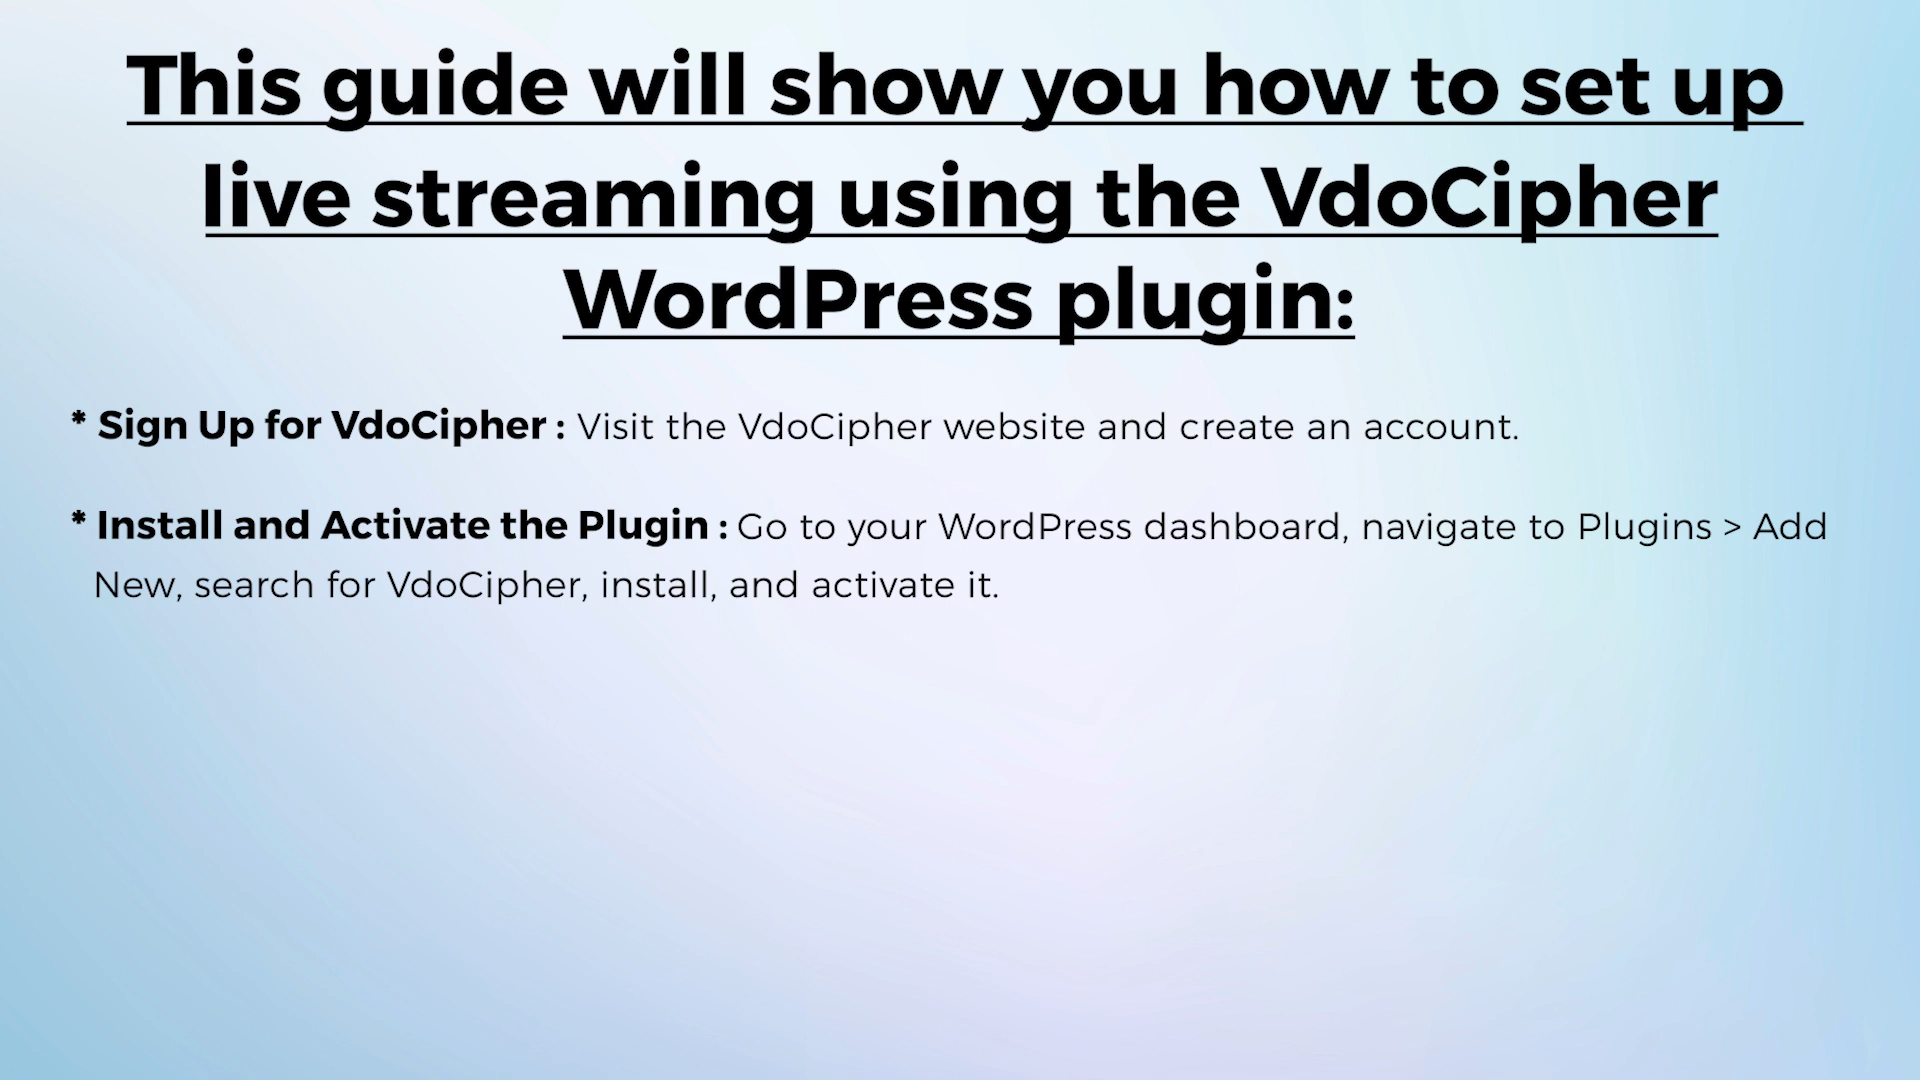 This guide will show you how to set up
live streaming using the VdoCipher
WordPress plugin:
* Sign Up for VdoCipher : Visit the VdoCipher website and create an account.
* Install and Activate the Plugin : Go to your WordPress dashboard, navigate to Plugins > Add
New, search for VdoCipher, install, and activate it.